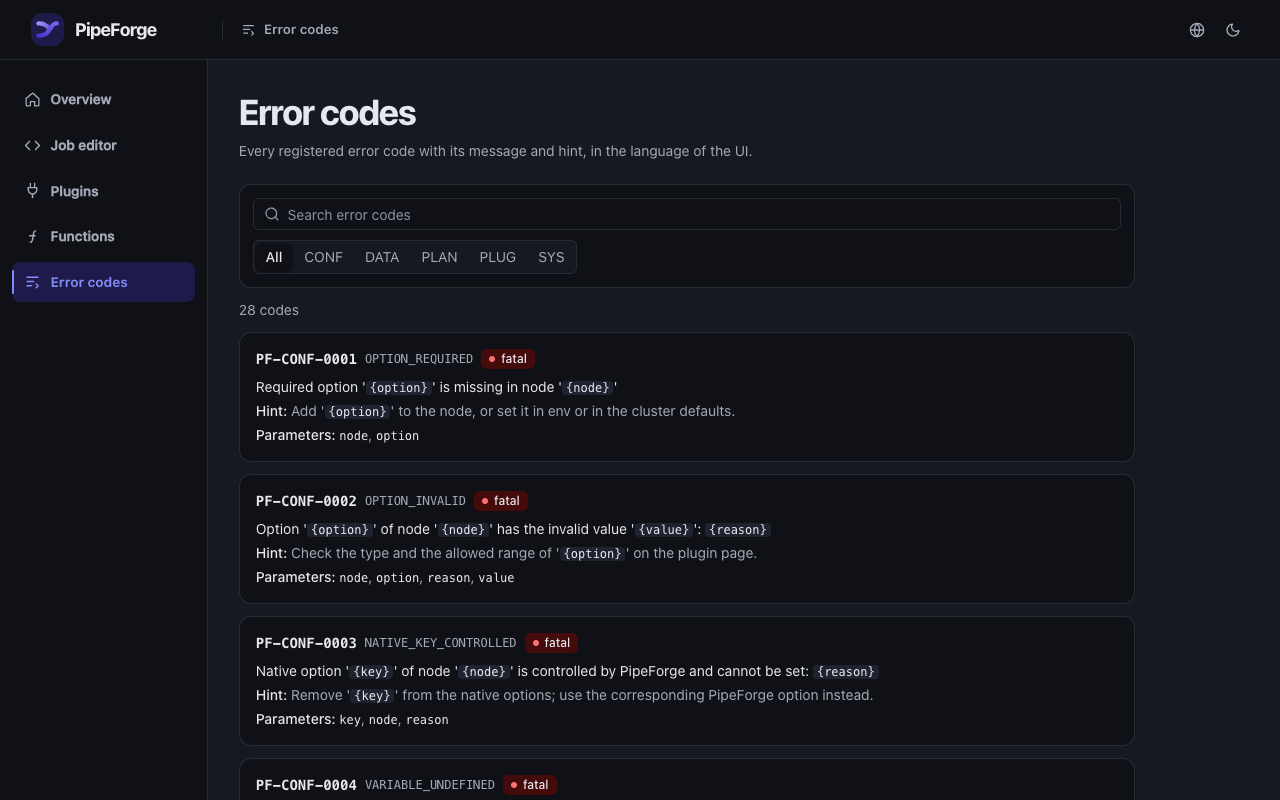 PipeForge
Error codes
Overview
Job editor
Plugins
Functions
Error codes
Error codes
Every registered error code with its message and hint, in the language of the UI.
Search error codes
All CONF DATA PLAN PLUG SYS
28 codes
PF-CONF-0001 OPTION_REQUIRED fatal
Required option '{option}' is missing in node '{node}'
Hint: Add '{option}' to the node, or set it in env or in the cluster defaults.
Parameters: node, option
PF-CONF-0002 OPTION_INVALID fatal
Option '{option}' of node '{node}' has the invalid value '{value}': {reason}
Hint: Check the type and the allowed range of '{option}' on the plugin page.
Parameters: node, option, reason, value
PF-CONF-0003 NATIVE_KEY_CONTROLLED fatal
Native option '{key}' of node '{node}' is controlled by PipeForge and cannot be set: {reason}
Hint: Remove '{key}' from the native options; use the corresponding PipeForge option instead.
Parameters: key, node, reason
PF-CONF-0004 VARIABLE_UNDEFINED fatal